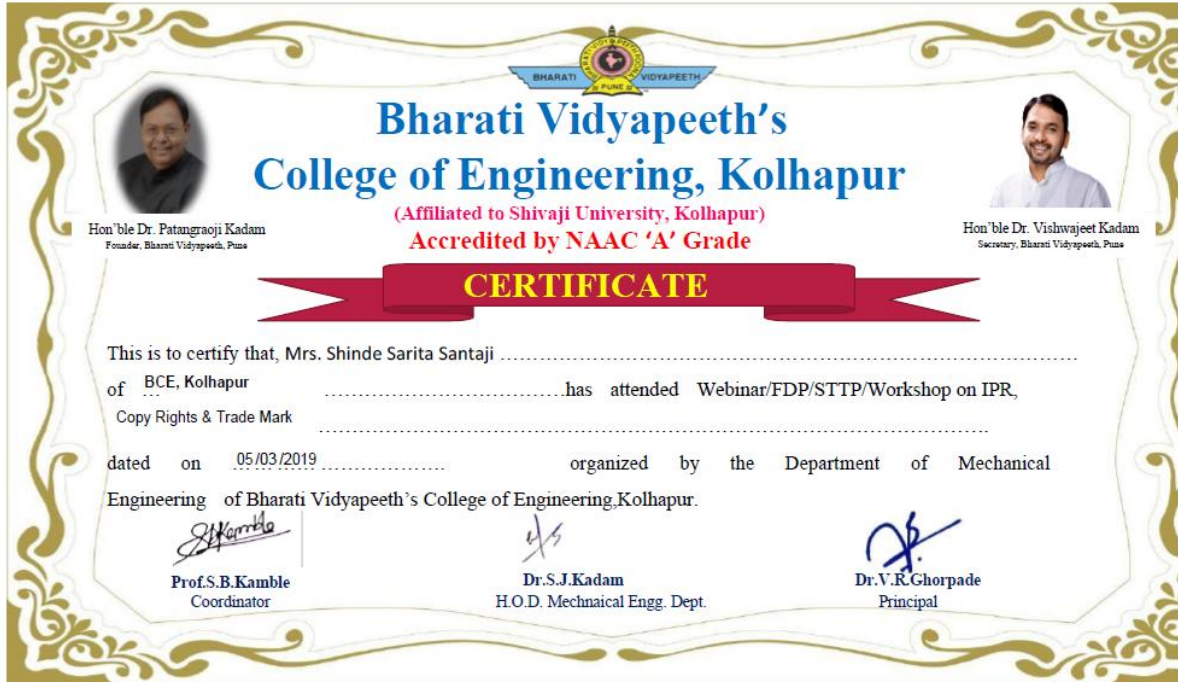 BHARATI VIDYAPEETH
PUNE
Bharati Vidyapeeth's
College of Engineering, Kolhapur
(Affiliated to Shivaji University, Kolhapur)
Accredited by NAAC ‘A’ Grade
Hon’ble Dr. Patangraoji Kadam
Founder, Bharati Vidyapeeth, Pune
Hon’ble Dr. Vishwajeet Kadam
Secretary, Bharati Vidyapeeth, Pune
CERTIFICATE
This is to certify that, Mrs. Shinde Sarita Santaji ...............................................................
of BCE, Kolhapur .....................................has attended Webinar/FDP/STTP/Workshop on IPR,
Copy Rights & Trade Mark ...............................................................
dated on 05/03/2019 ................... organized by the Department of Mechanical
Engineering of Bharati Vidyapeeth’s College of Engineering,Kolhapur.
SBKamble
Prof.S.B.Kamble
Coordinator
Dr.S.J.Kadam
H.O.D. Mechnaical Engg. Dept.
Dr.V.R.Ghorpade
Principal